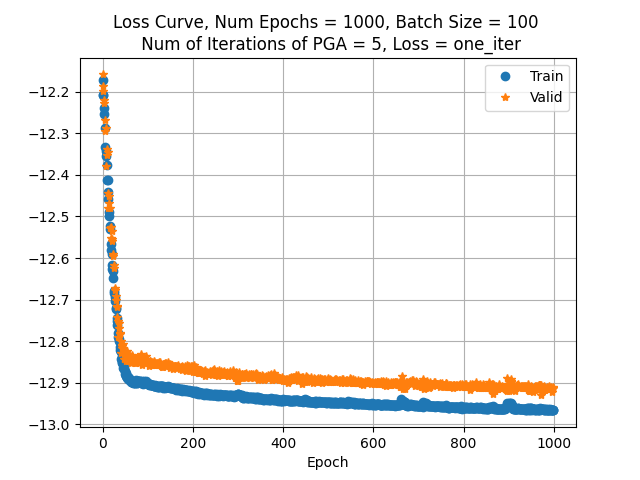 Loss Curve, Num Epochs = 1000, Batch Size = 100
Num of Iterations of PGA = 5, Loss = one_iter
Train
Valid
−12.2
−12.3
−12.4
−12.5
−12.6
−12.7
−12.8
−12.9
−13.0
0 200 400 600 800 1000
Epoch